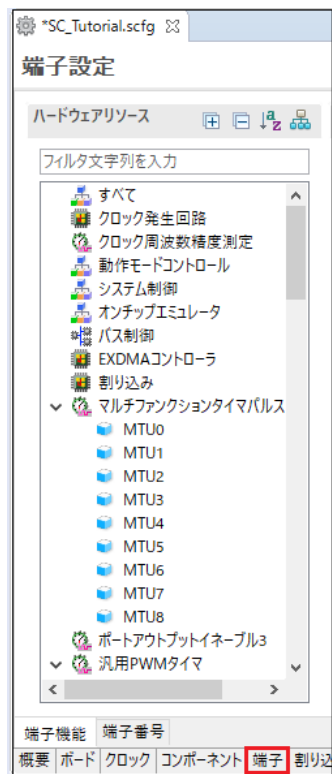 *SC_Tutorial.scfg
端子設定
ハードウェアリソース
フィルタ文字列を入力
すべて
クロック発生回路
クロック周波数精度測定
動作モードコントロール
システム制御
オンチップエミュレータ
バス制御
EXDMAコントローラ
割り込み
マルチファンクションタイマパルス
MTU0
MTU1
MTU2
MTU3
MTU4
MTU5
MTU6
MTU7
MTU8
ポートアウトプットイネーブル3
汎用PWMタイマ
端子機能 端子番号
概要 ボード クロック コンポーネント 端子 割り込